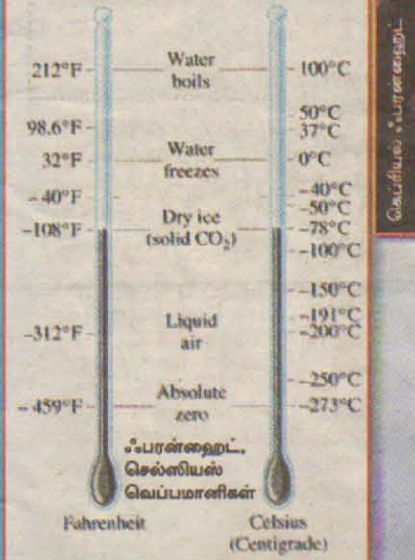 212°F
Water
boils
100°C
50°C
98.6°F
37°C
32°F
Water
freezes
0°C
-40°F
-40°C
-50°C
-108°F
Dry ice
(solid CO₂)
-78°C
-100°C
-150°C
-312°F
Liquid
air
-191°C
-200°C
-250°C
-459°F
Absolute
zero
-273°C
ஃபரன்ஹைட்,
செல்ஸியஸ்
வெப்பமானிகள்
Fahrenheit
Celsius
(Centigrade)